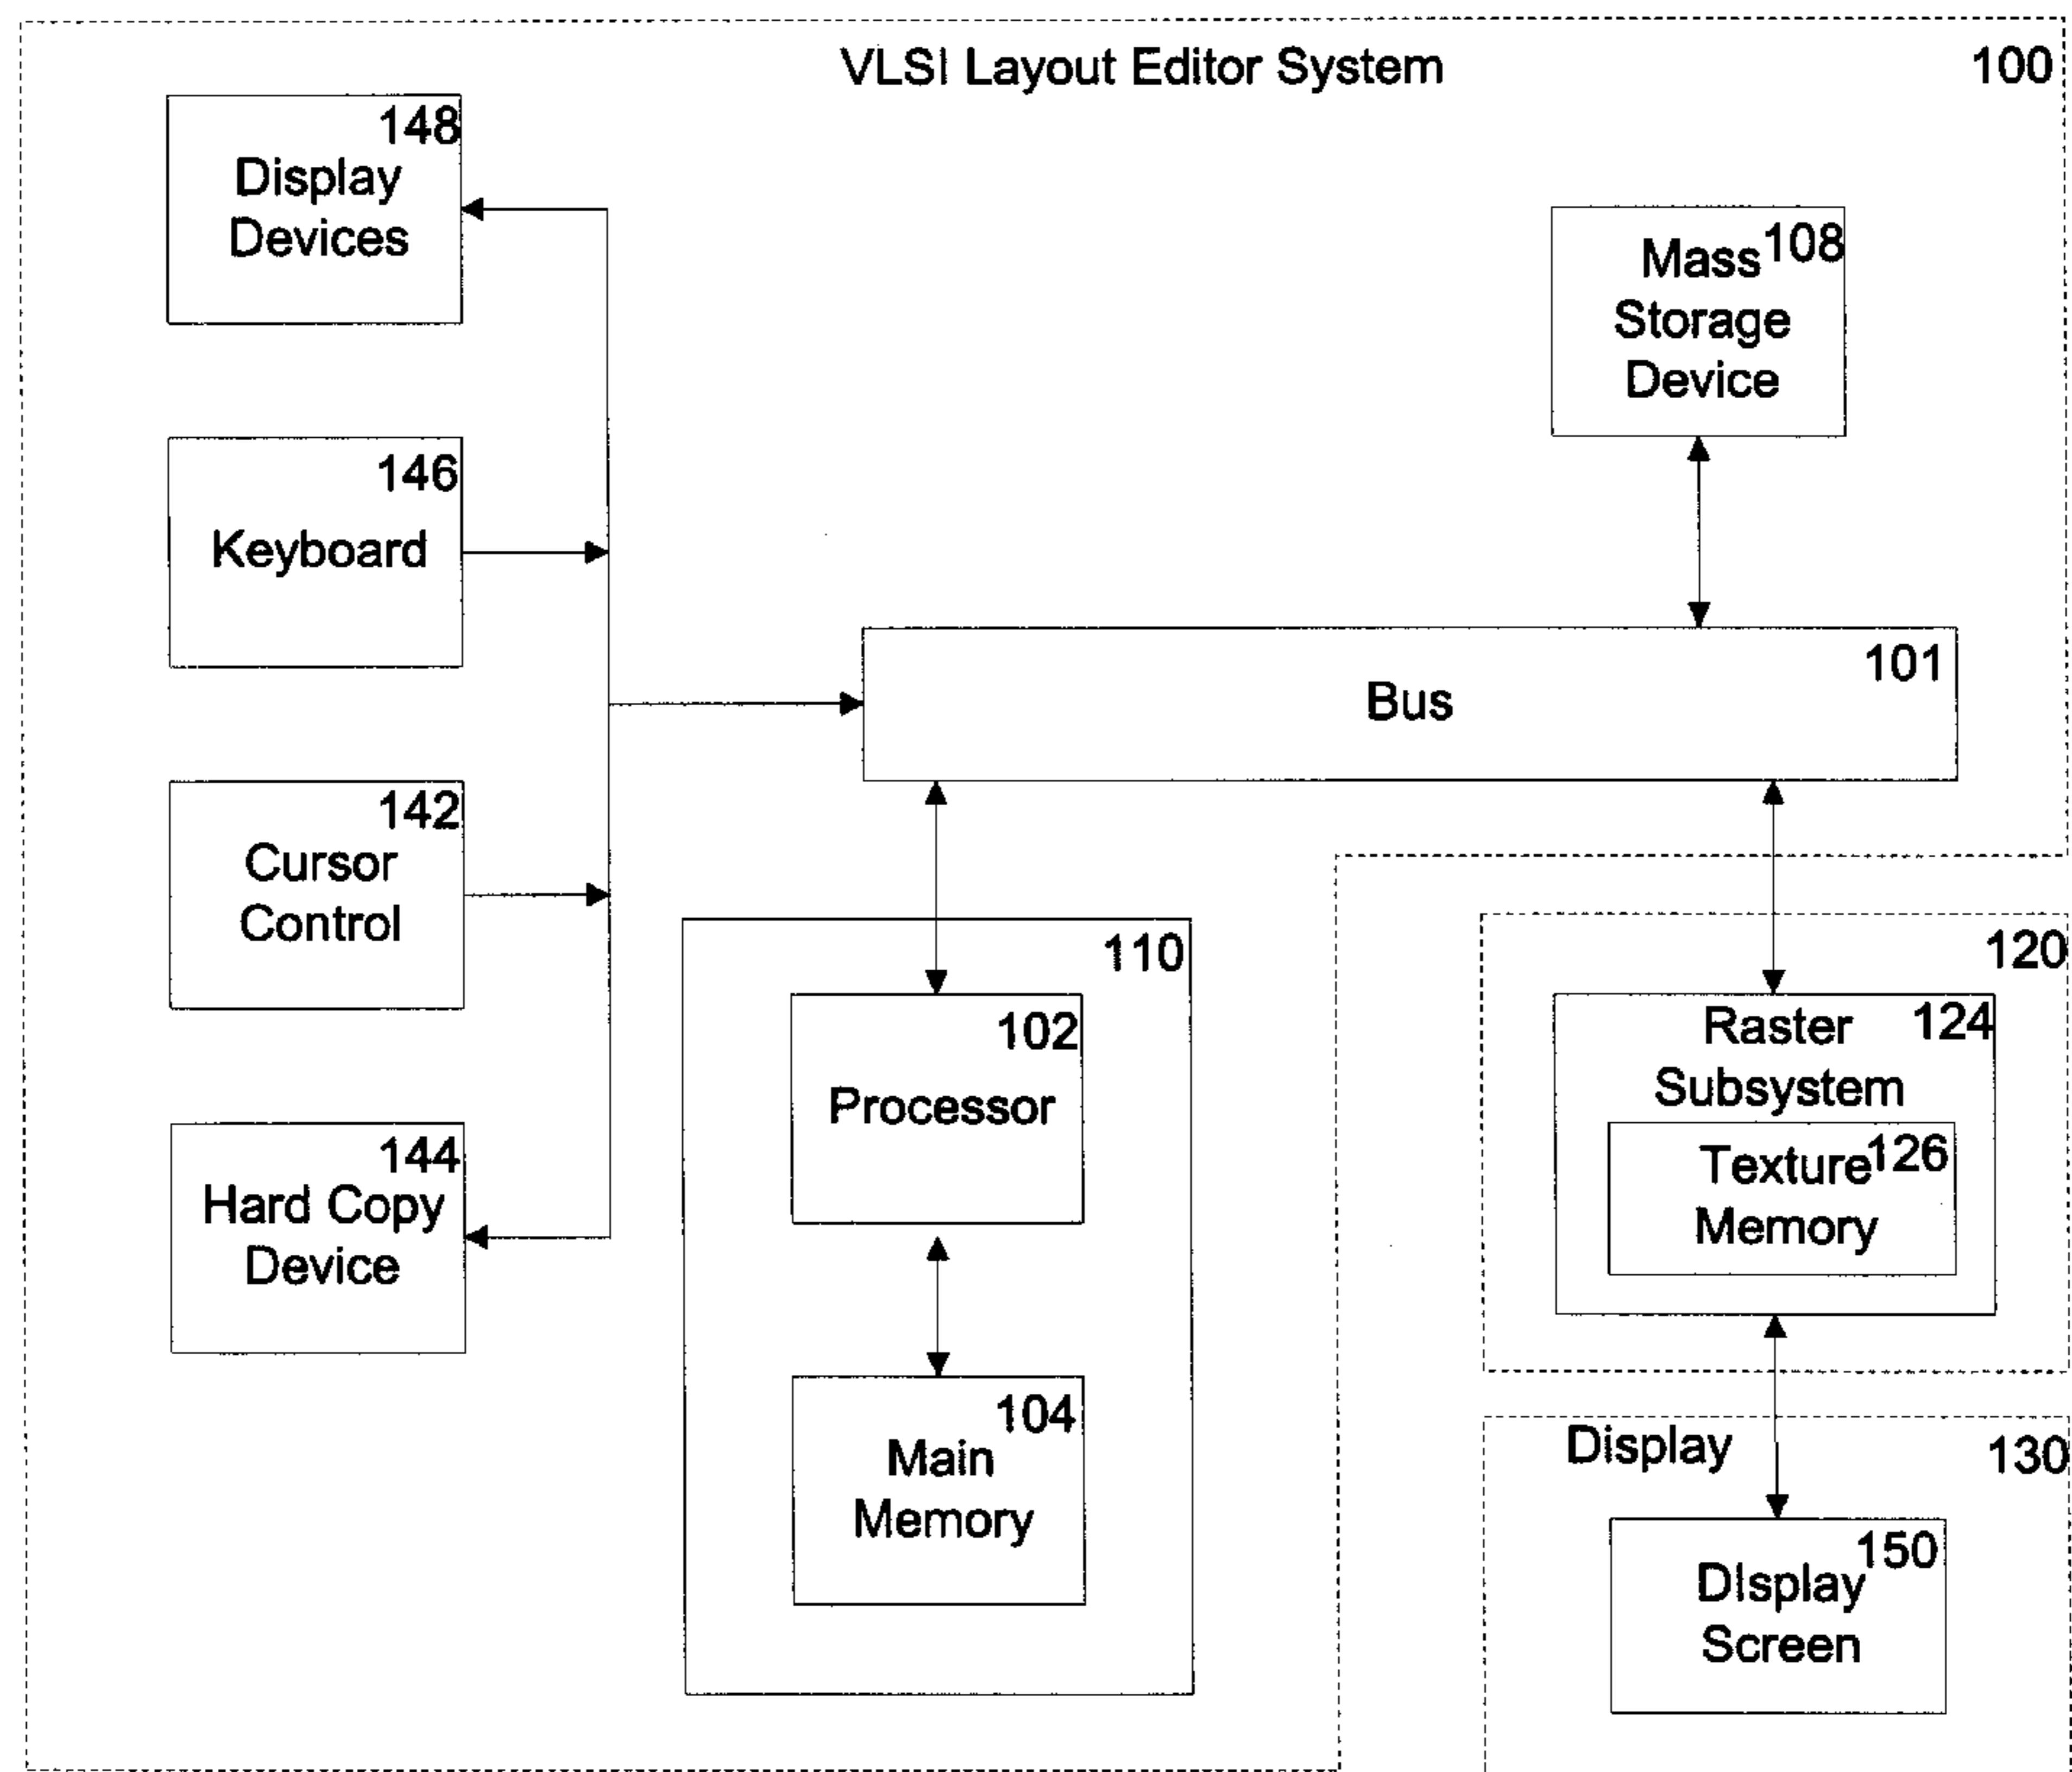 VLSI Layout Editor System
100
148
Display
Devices
108
Mass
Storage
Device
146
Keyboard
101
Bus
142
Cursor
Control
110
120
102
Processor
124
Raster
Subsystem
126
Texture
Memory
144
Hard Copy
Device
104
Main
Memory
Display
130
150
DIsplay
Screen